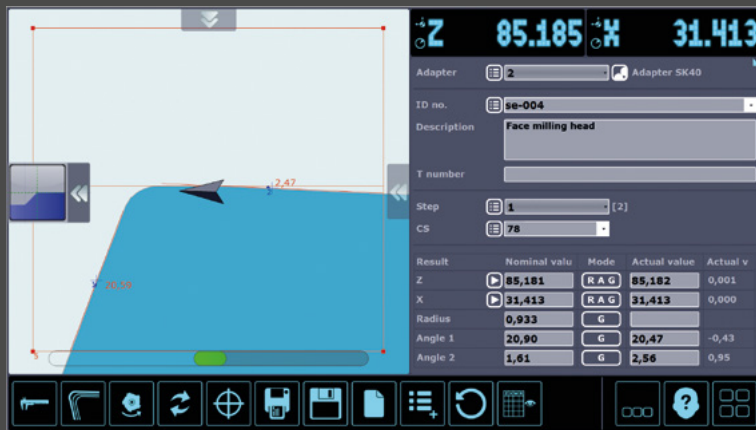 Z 85.185 X 31.413
Adapter 2 Adapter SK40
ID no. se-004
Description Face milling head
T number
Step 1 [2]
CS 78
Result Nominal valu Mode Actual value Actual v
Z 85,181 R A G 85,182 0,001
X 31,413 R A G 31,413 0,000
Radius 0,933 G
Angle 1 20,90 G 20,47 -0,43
Angle 2 1,61 G 2,56 0,95
2,47